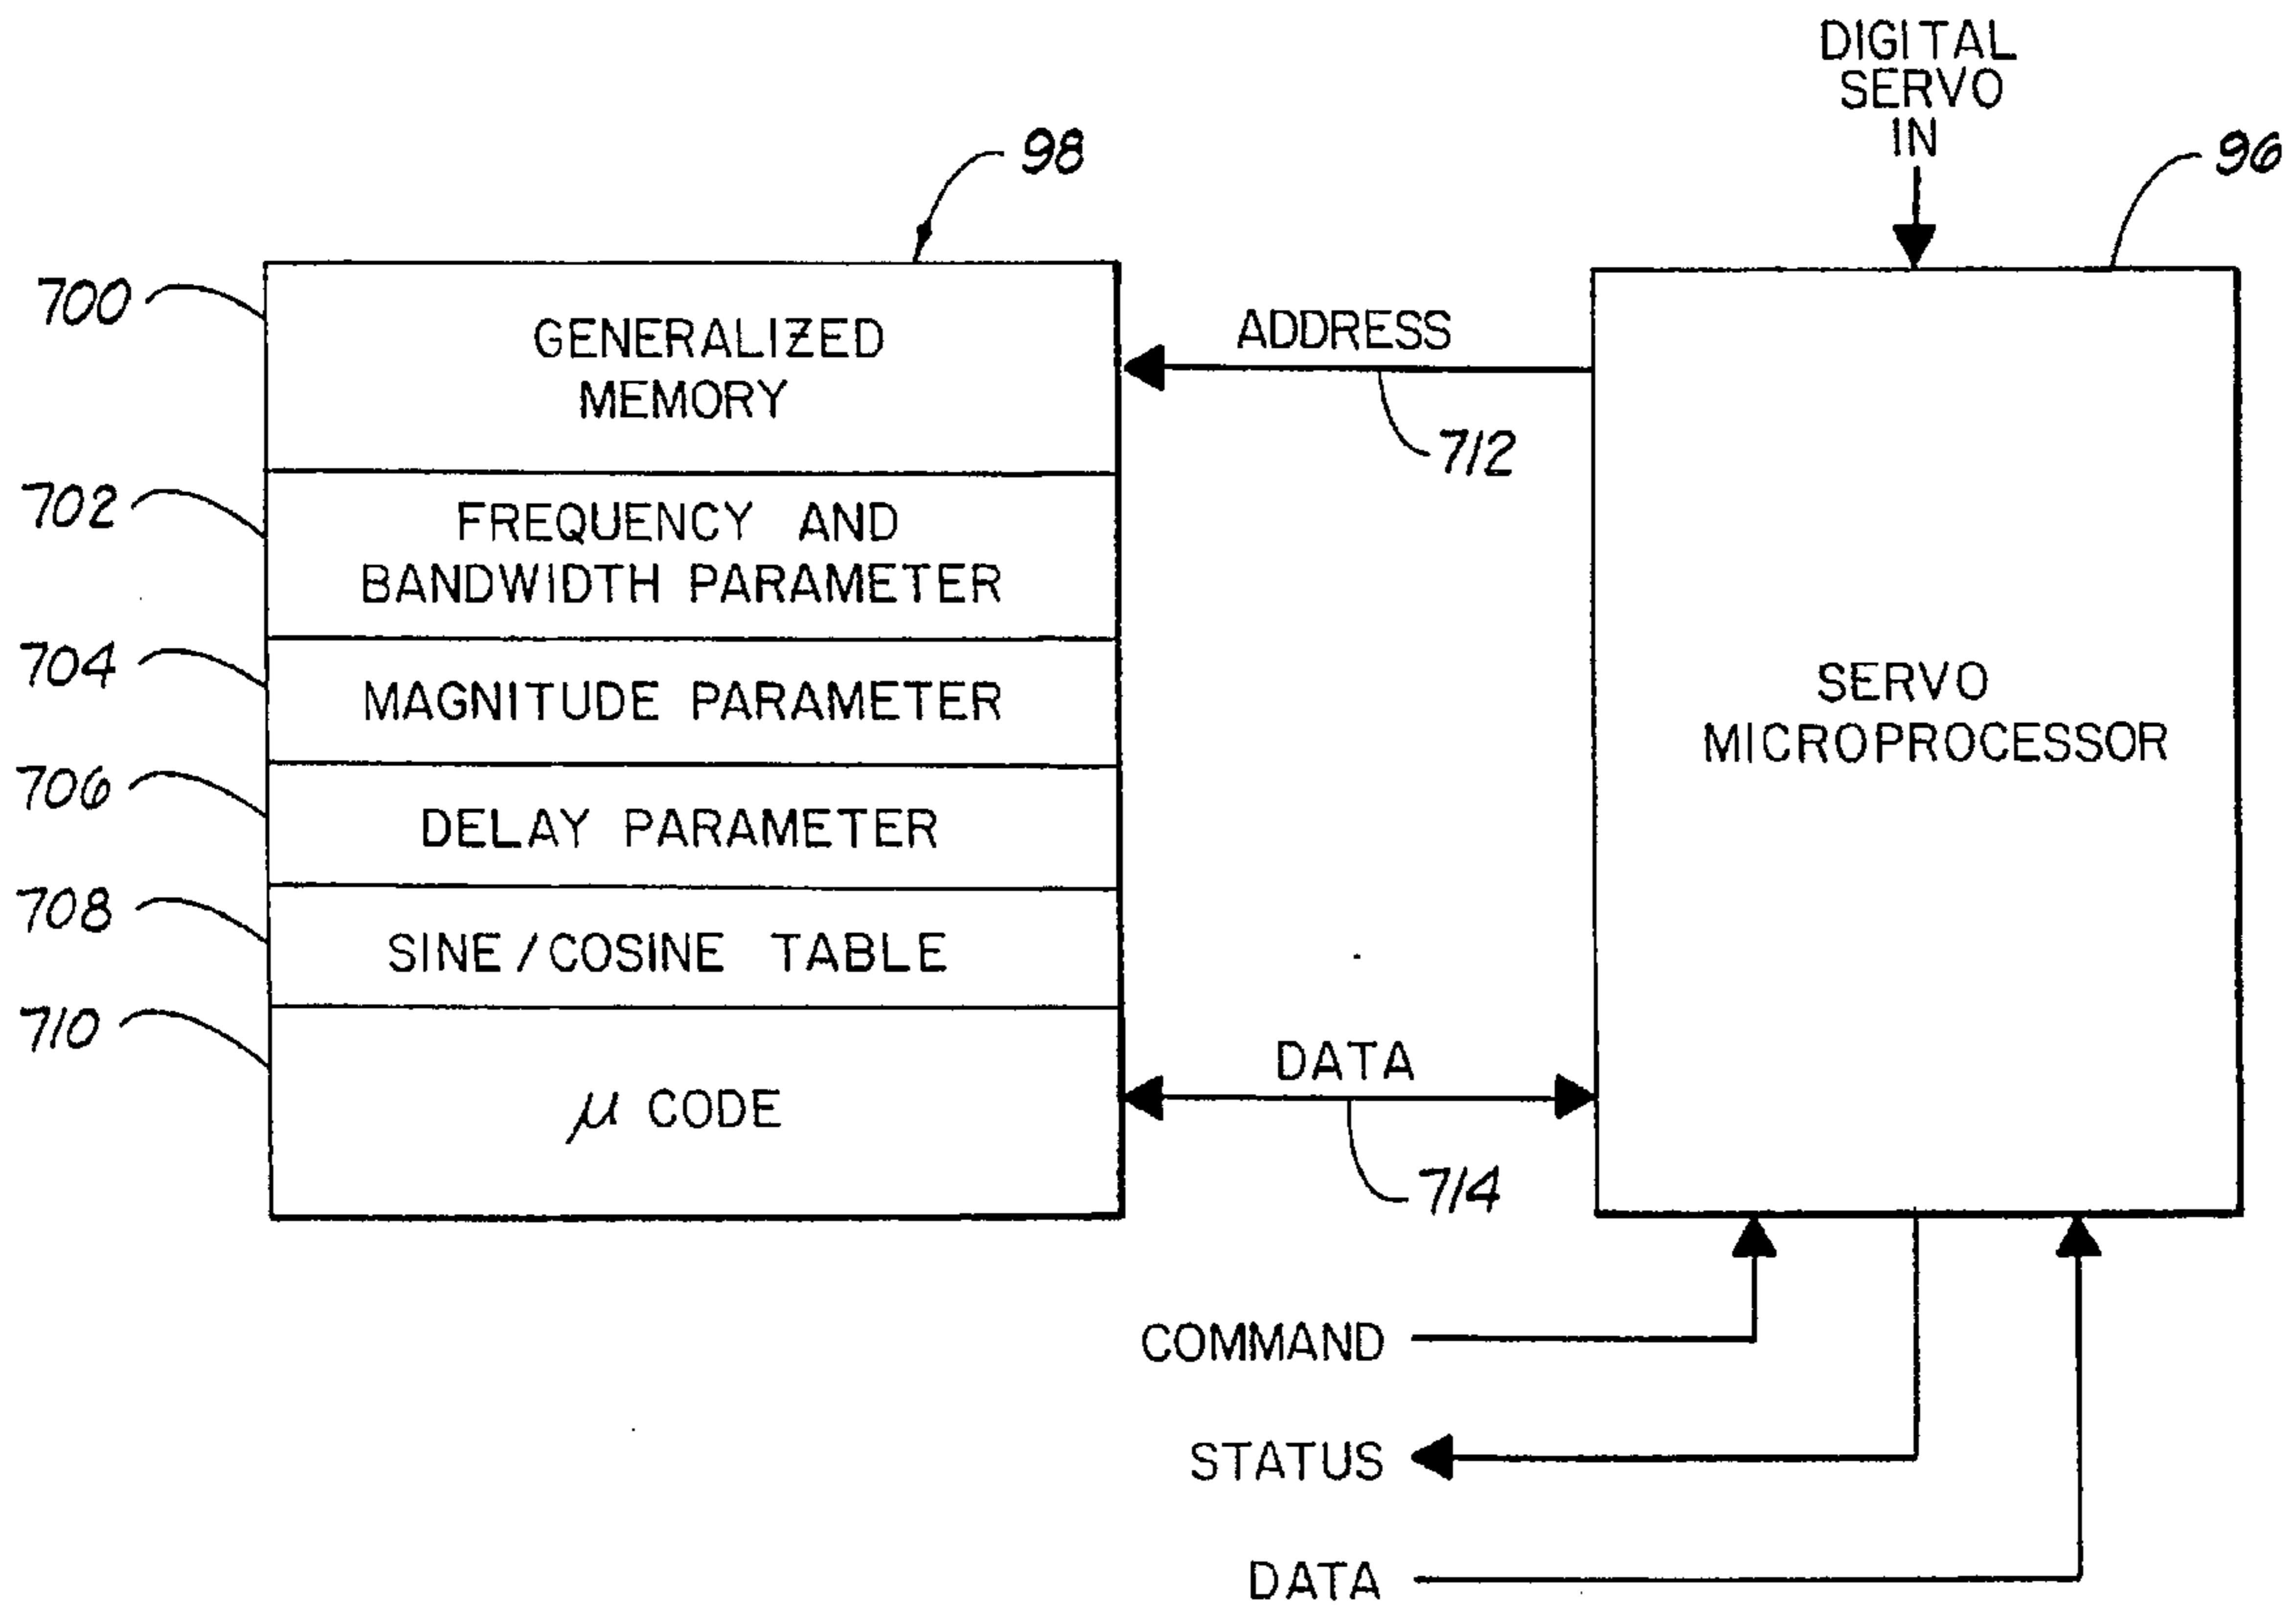 DIGITAL
SERVO
IN
98
96
700
GENERALIZED
MEMORY
ADDRESS
712
702
FREQUENCY AND
BANDWIDTH PARAMETER
704
MAGNITUDE PARAMETER
SERVO
MICROPROCESSOR
706
DELAY PARAMETER
708
SINE/COSINE TABLE
710
μ CODE
DATA
714
COMMAND
STATUS
DATA